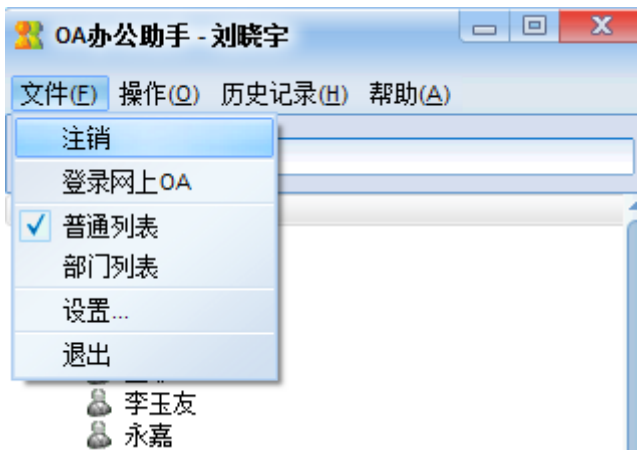 OA办公助手 - 刘晓宇
文件(F) 操作(O) 历史记录(H) 帮助(A)
注销
登录网上OA
普通列表
部门列表
设置...
退出
李玉友
永嘉